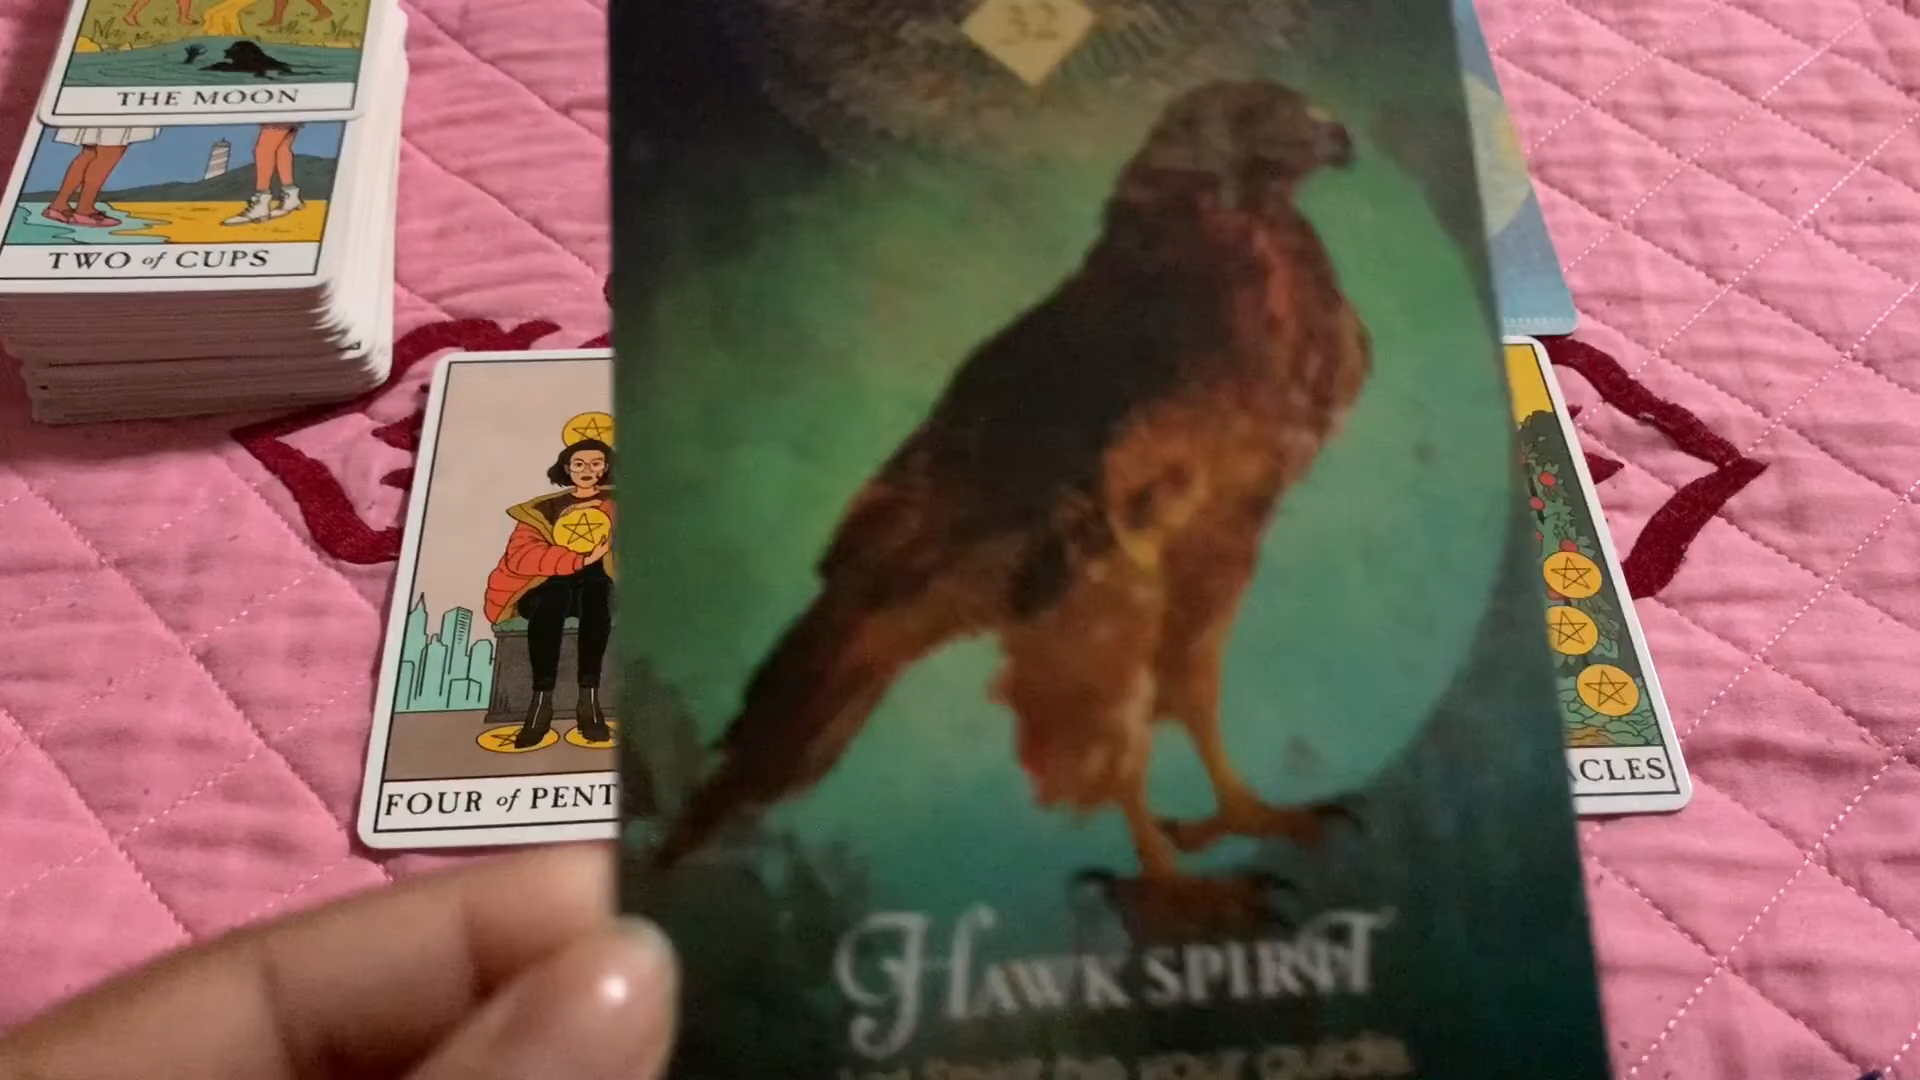 THE MOON
TWO of CUPS
32
FOUR of PENT
ACLES
HAWK SPIRIT